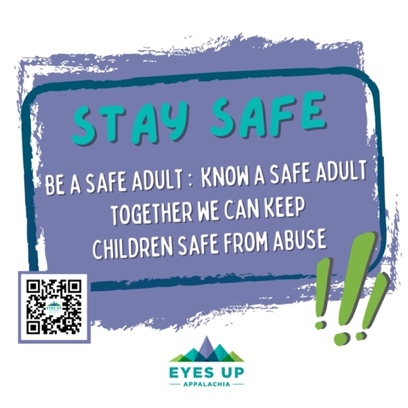 STAY SAFE
BE A SAFE ADULT : KNOW A SAFE ADULT
TOGETHER WE CAN KEEP
CHILDREN SAFE FROM ABUSE
!!!
EYES UP
APPALACHIA